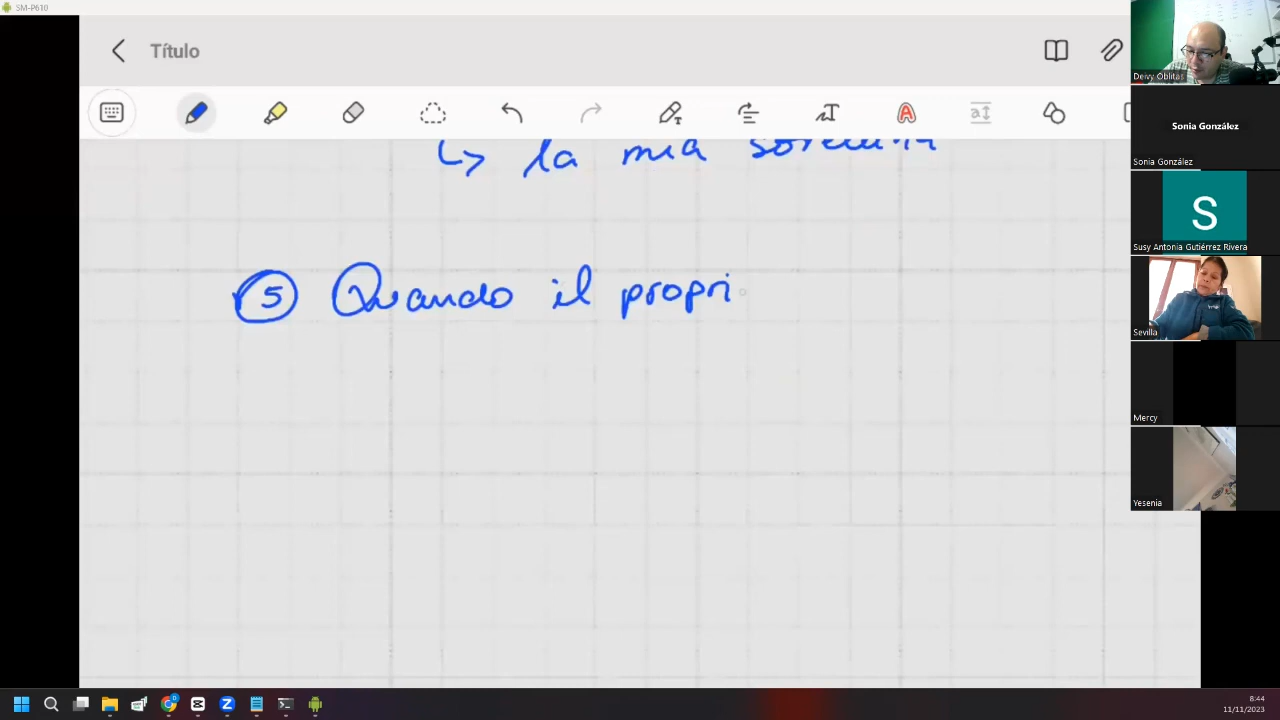 SM-P610
Título
↳ la mia sorellina
⑤ Quando il propri
Deivy Oblitas
Sonia González
Sonia González
S
Susy Antonia Gutiérrez Rivera
Sevilla
Mercy
Yesenia
8:44
11/11/2023